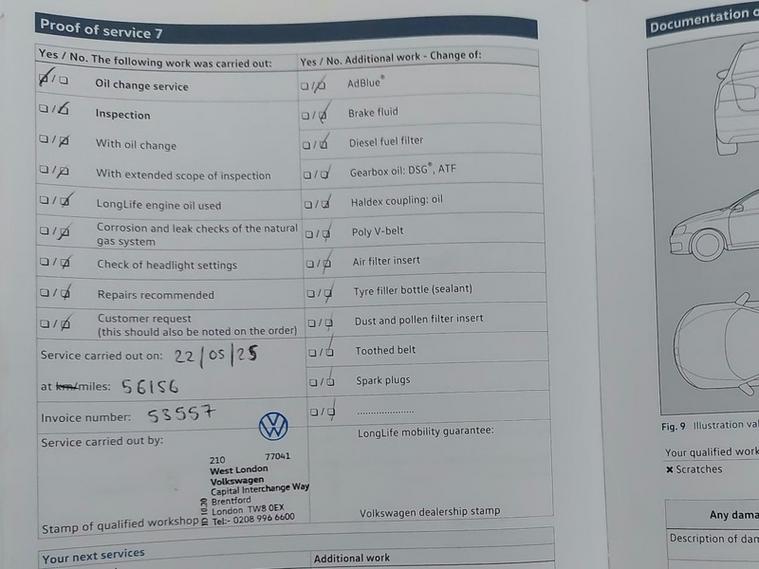 Proof of service 7
Yes / No. The following work was carried out:
Oil change service
Inspection
With oil change
With extended scope of inspection
LongLife engine oil used
Corrosion and leak checks of the natural
gas system
Check of headlight settings
Repairs recommended
Customer request
(this should also be noted on the order)
Service carried out on: 22/05/25
at km/miles: 56156
Invoice number: 53557
Service carried out by:
210 77041
West London
Volkswagen
Capital Interchange Way
Brentford
London TW8 0EX
Tel:- 0208 996 6600
Stamp of qualified workshop
Yes / No. Additional work - Change of:
AdBlue®
Brake fluid
Diesel fuel filter
Gearbox oil: DSG®, ATF
Haldex coupling: oil
Poly V-belt
Air filter insert
Tyre filler bottle (sealant)
Dust and pollen filter insert
Toothed belt
Spark plugs
.....................
LongLife mobility guarantee:
Volkswagen dealership stamp
Your next services
Additional work
Documentation
Fig. 9 Illustration
Your qualified
× Scratches
Any
Description of